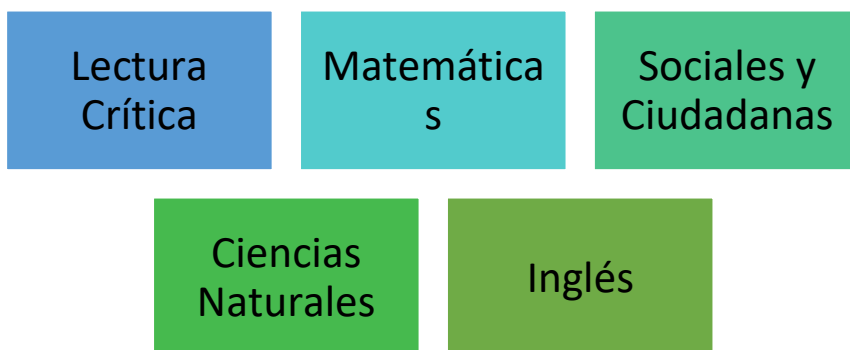 Lectura
Crítica
Matemática
s
Sociales y
Ciudadanas
Ciencias
Naturales
Inglés